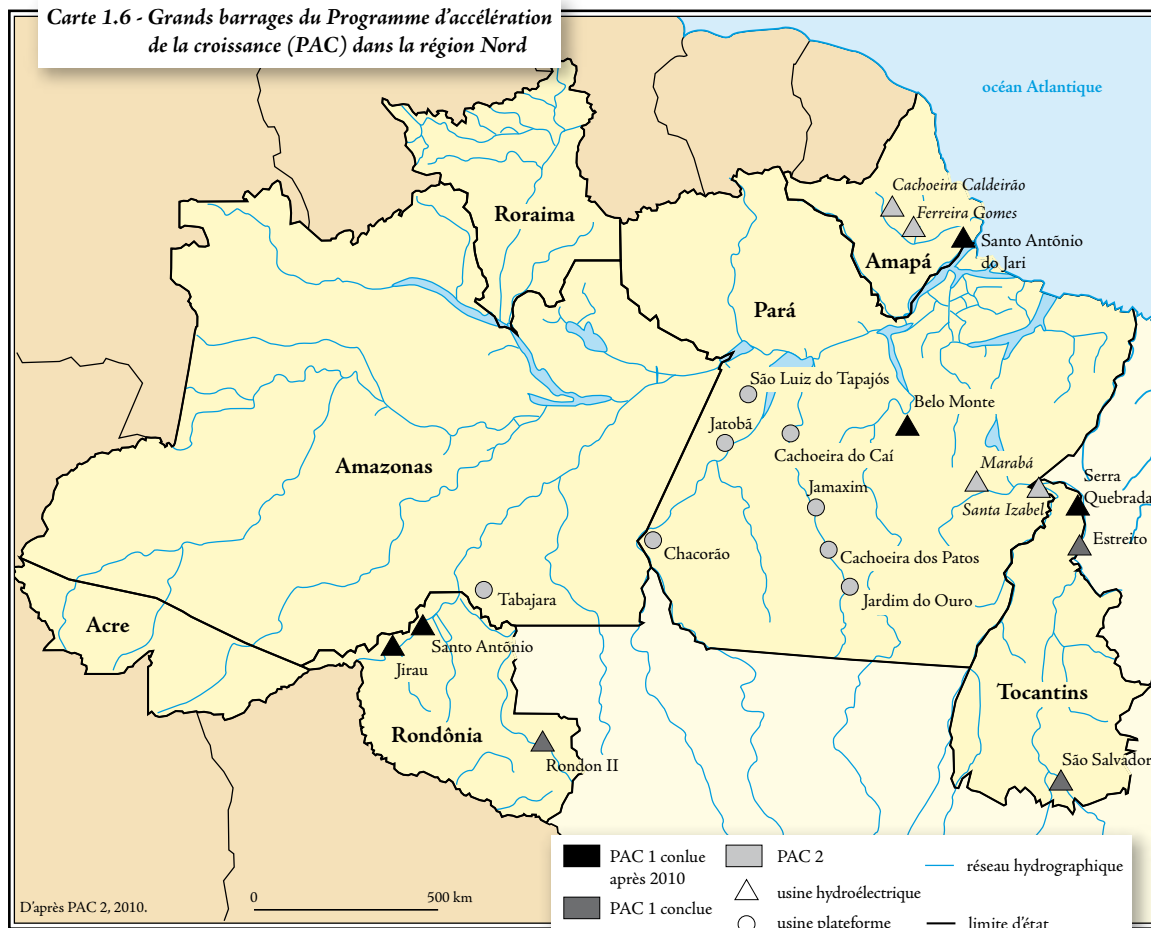 Carte 1.6 - Grands barrages du Programme d'accélération
de la croissance (PAC) dans la région Nord
océan Atlantique
Cachoeira Caldeirão
Ferreira Gomes
Roraima
Santo Antõnio
do Jari
Amapá
Pará
São Luiz do Tapajós
Belo Monte
Jatobã
Cachoeira do Caí
Amazonas
Marabá
Serra
Quebrada
Jamaxim
Santa Izabel
Estreito
Chacorão
Cachoeira dos Patos
Tabajara
Jardim do Ouro
Acre
Santo Antõnio
Jirau
Tocantins
Rondônia
Rondon II
São Salvador
PAC 1 conlue
après 2010
PAC 2
réseau hydrographique
usine hydroélectrique
PAC 1 conclue
usine plateforme
limite d'état
D'après PAC 2, 2010.
0
500 km